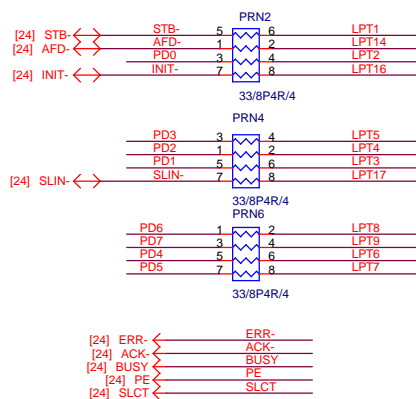 PRN2
[24] STB- STB- 5 6 LPT1
[24] AFD- AFD- 1 2 LPT14
PD0 3 4 LPT2
[24] INIT- INIT- 7 8 LPT16
33/8P4R/4
PRN4
PD3 3 4 LPT5
PD2 1 2 LPT4
PD1 5 6 LPT3
[24] SLIN- SLIN- 7 8 LPT17
33/8P4R/4
PRN6
PD6 1 2 LPT8
PD7 3 4 LPT9
PD4 5 6 LPT6
PD5 7 8 LPT7
33/8P4R/4
[24] ERR- ERR-
[24] ACK- ACK-
[24] BUSY BUSY
[24] PE PE
[24] SLCT SLCT